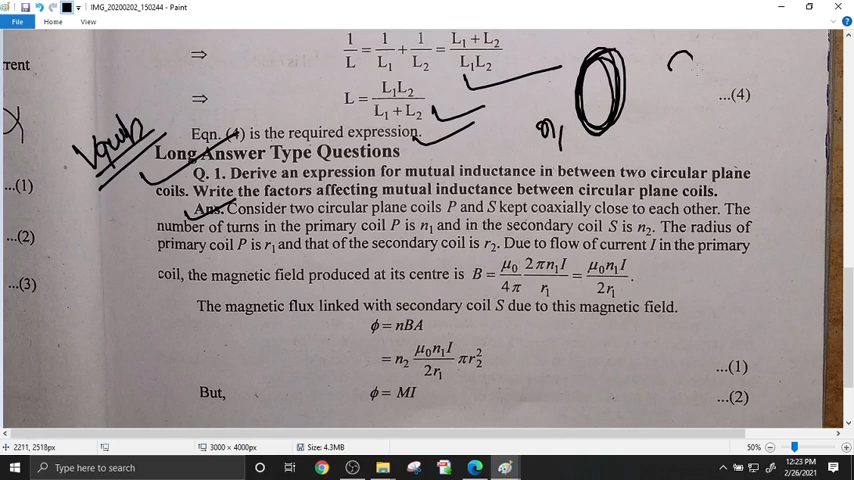 IMG_20200202_150244 - Paint
File Home View
rrent
⇒ 1/L = 1/L₁ + 1/L₂ = (L₁ + L₂)/(L₁L₂)
⇒ L = L₁L₂/(L₁ + L₂) ...(4)
Eqn. (4) is the required expression.
n₁
Long Answer Type Questions
Q. 1. Derive an expression for mutual inductance in between two circular plane
coils. Write the factors affecting mutual inductance between circular plane coils.
...(1)
Ans. Consider two circular plane coils P and S kept coaxially close to each other. The
number of turns in the primary coil P is n₁ and in the secondary coil S is n₂. The radius of
...(2)
primary coil P is r₁ and that of the secondary coil is r₂. Due to flow of current I in the primary
coil, the magnetic field produced at its centre is B = μ₀/4π 2πn₁I/r₁ = μ₀n₁I/2r₁.
...(3)
The magnetic flux linked with secondary coil S due to this magnetic field.
ϕ = nBA
= n₂ μ₀n₁I/2r₁ πr₂² ...(1)
But, ϕ = MI ...(2)
2211, 2518px 3000 × 4000px Size: 4.3MB 50%
Type here to search
12:23 PM
2/26/2021